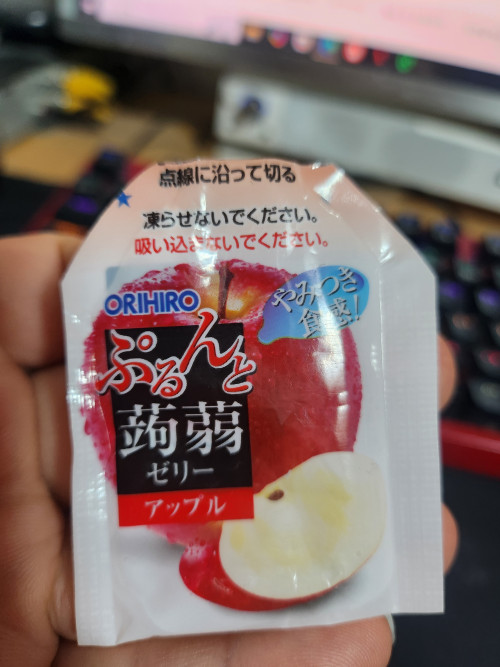 点線に沿って切る
凍らせないでください。
吸い込まないでください。
ORIHIRO
やみつき
食感!!
ぷるんと
蒟蒻
ゼリー
アップル